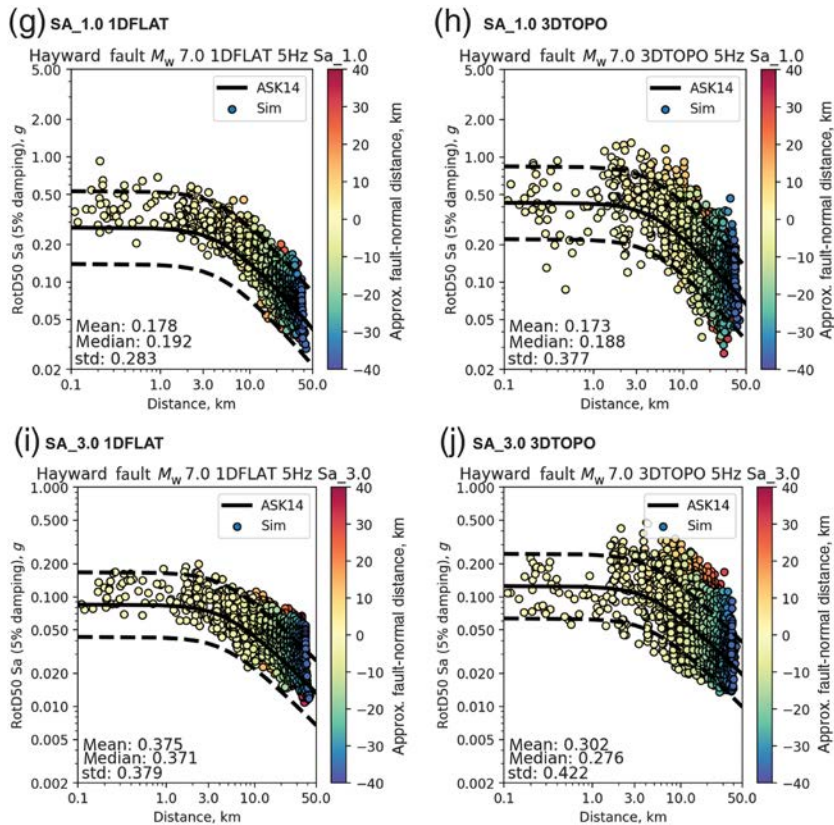 (g) SA_1.0 1DFLAT
Hayward fault Mw 7.0 1DFLAT 5Hz Sa_1.0
RotD50 Sa (5% damping), g
5.00
2.00
1.00
0.50
0.20
0.10
0.05
0.02
ASK14
Sim
Mean: 0.178
Median: 0.192
std: 0.283
0.1 1.0 3.0 10.0 50.0
Distance, km
40
30
20
10
0
−10
−20
−30
−40
Approx. fault-normal distance, km
(h) SA_1.0 3DTOPO
Hayward fault Mw 7.0 3DTOPO 5Hz Sa_1.0
RotD50 Sa (5% damping), g
5.00
2.00
1.00
0.50
0.20
0.10
0.05
0.02
ASK14
Sim
Mean: 0.173
Median: 0.188
std: 0.377
0.1 1.0 3.0 10.0 50.0
Distance, km
40
30
20
10
0
−10
−20
−30
−40
Approx. fault-normal distance, km
(i) SA_3.0 1DFLAT
Hayward fault Mw 7.0 1DFLAT 5Hz Sa_3.0
RotD50 Sa (5% damping), g
1.000
0.500
0.200
0.100
0.050
0.020
0.010
0.005
0.002
ASK14
Sim
Mean: 0.375
Median: 0.371
std: 0.379
0.1 1.0 3.0 10.0 50.0
Distance, km
40
30
20
10
0
−10
−20
−30
−40
Approx. fault-normal distance, km
(j) SA_3.0 3DTOPO
Hayward fault Mw 7.0 3DTOPO 5Hz Sa_3.0
RotD50 Sa (5% damping), g
1.000
0.500
0.200
0.100
0.050
0.020
0.010
0.005
0.002
ASK14
Sim
Mean: 0.302
Median: 0.276
std: 0.422
0.1 1.0 3.0 10.0 50.0
Distance, km
40
30
20
10
0
−10
−20
−30
−40
Approx. fault-normal distance, km